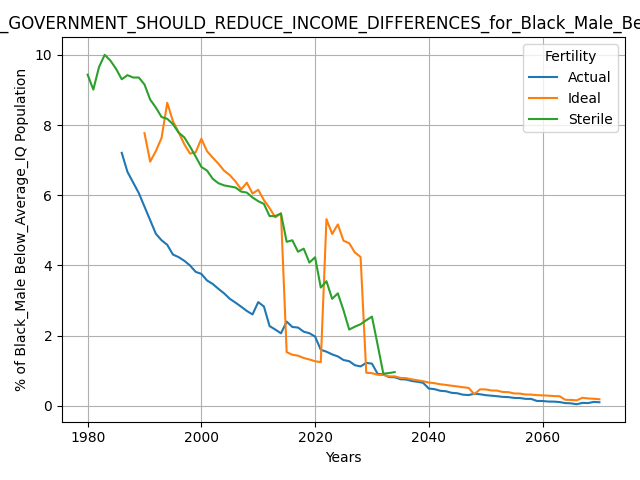 _GOVERNMENT_SHOULD_REDUCE_INCOME_DIFFERENCES_for_Black_Male_Be
% of Black_Male Below_Average_IQ Population
10
8
6
4
2
0
Fertility
Actual
Ideal
Sterile
1980
2000
2020
2040
2060
Years